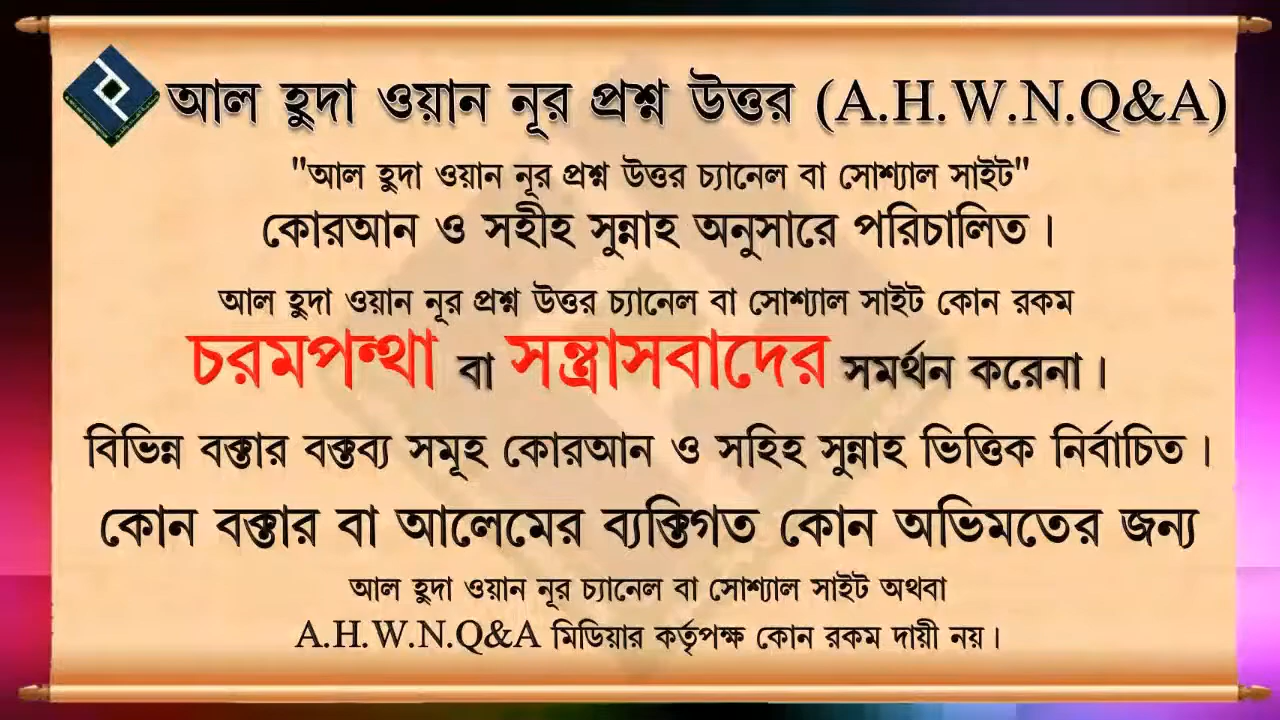 আল হুদা ওয়ান নূর প্রশ্ন উত্তর (A.H.W.N.Q&A)
"আল হুদা ওয়ান নূর প্রশ্ন উত্তর চ্যানেল বা সোশ্যাল সাইট"
কোরআন ও সহীহ সুন্নাহ অনুসারে পরিচালিত।
আল হুদা ওয়ান নূর প্রশ্ন উত্তর চ্যানেল বা সোশ্যাল সাইট কোন রকম
চরমপন্থা বা সন্ত্রাসবাদের সমর্থন করেনা।
বিভিন্ন বক্তার বক্তব্য সমূহ কোরআন ও সহিহ সুন্নাহ ভিত্তিক নির্বাচিত।
কোন বক্তার বা আলেমের ব্যক্তিগত কোন অভিমতের জন্য
আল হুদা ওয়ান নূর চ্যানেল বা সোশ্যাল সাইট অথবা
A.H.W.N.Q&A মিডিয়ার কর্তৃপক্ষ কোন রকম দায়ী নয়।